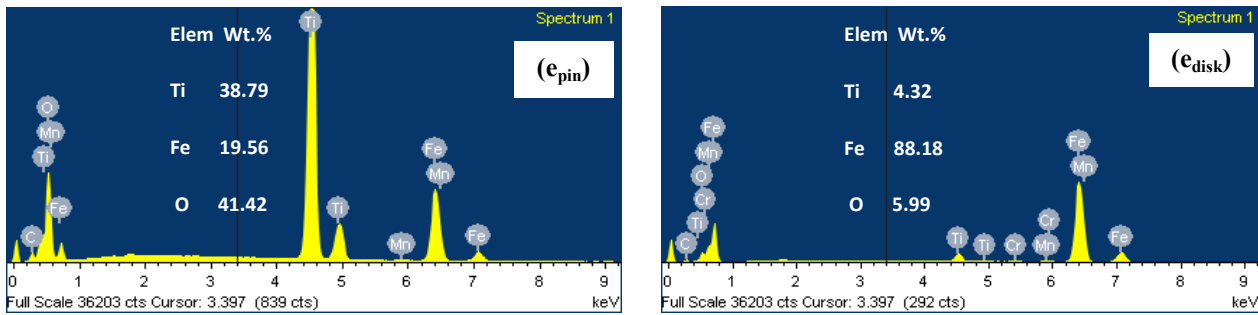 Spectrum 1
Elem Wt.%
(e_pin)
Ti
Ti 38.79
O
Mn
Ti
Fe 19.56
Fe
Mn
Fe
C
O 41.42
Ti
Mn
Fe
0 1 2 3 4 5 6 7 8 9
Full Scale 36203 cts Cursor: 3.397 (839 cts) keV
Spectrum 1
Elem Wt.%
(e_disk)
Ti 4.32
Fe
Mn
O
Cr
Ti
C
Fe 88.18
Fe
Mn
O 5.99
Ti
Ti
Cr
Cr
Mn
Fe
0 1 2 3 4 5 6 7 8 9
Full Scale 36203 cts Cursor: 3.397 (292 cts) keV